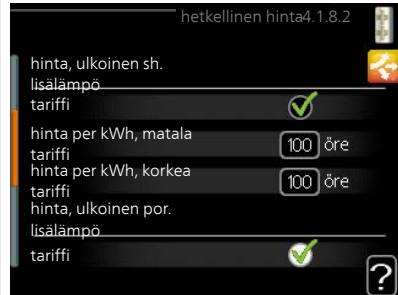 hetkellinen hinta4.1.8.2
hinta, ulkoinen sh.
lisälämpö
tariffi
hinta per kWh, matala
tariffi
100 öre
hinta per kWh, korkea
tariffi
100 öre
hinta, ulkoinen por.
lisälämpö
tariffi
?